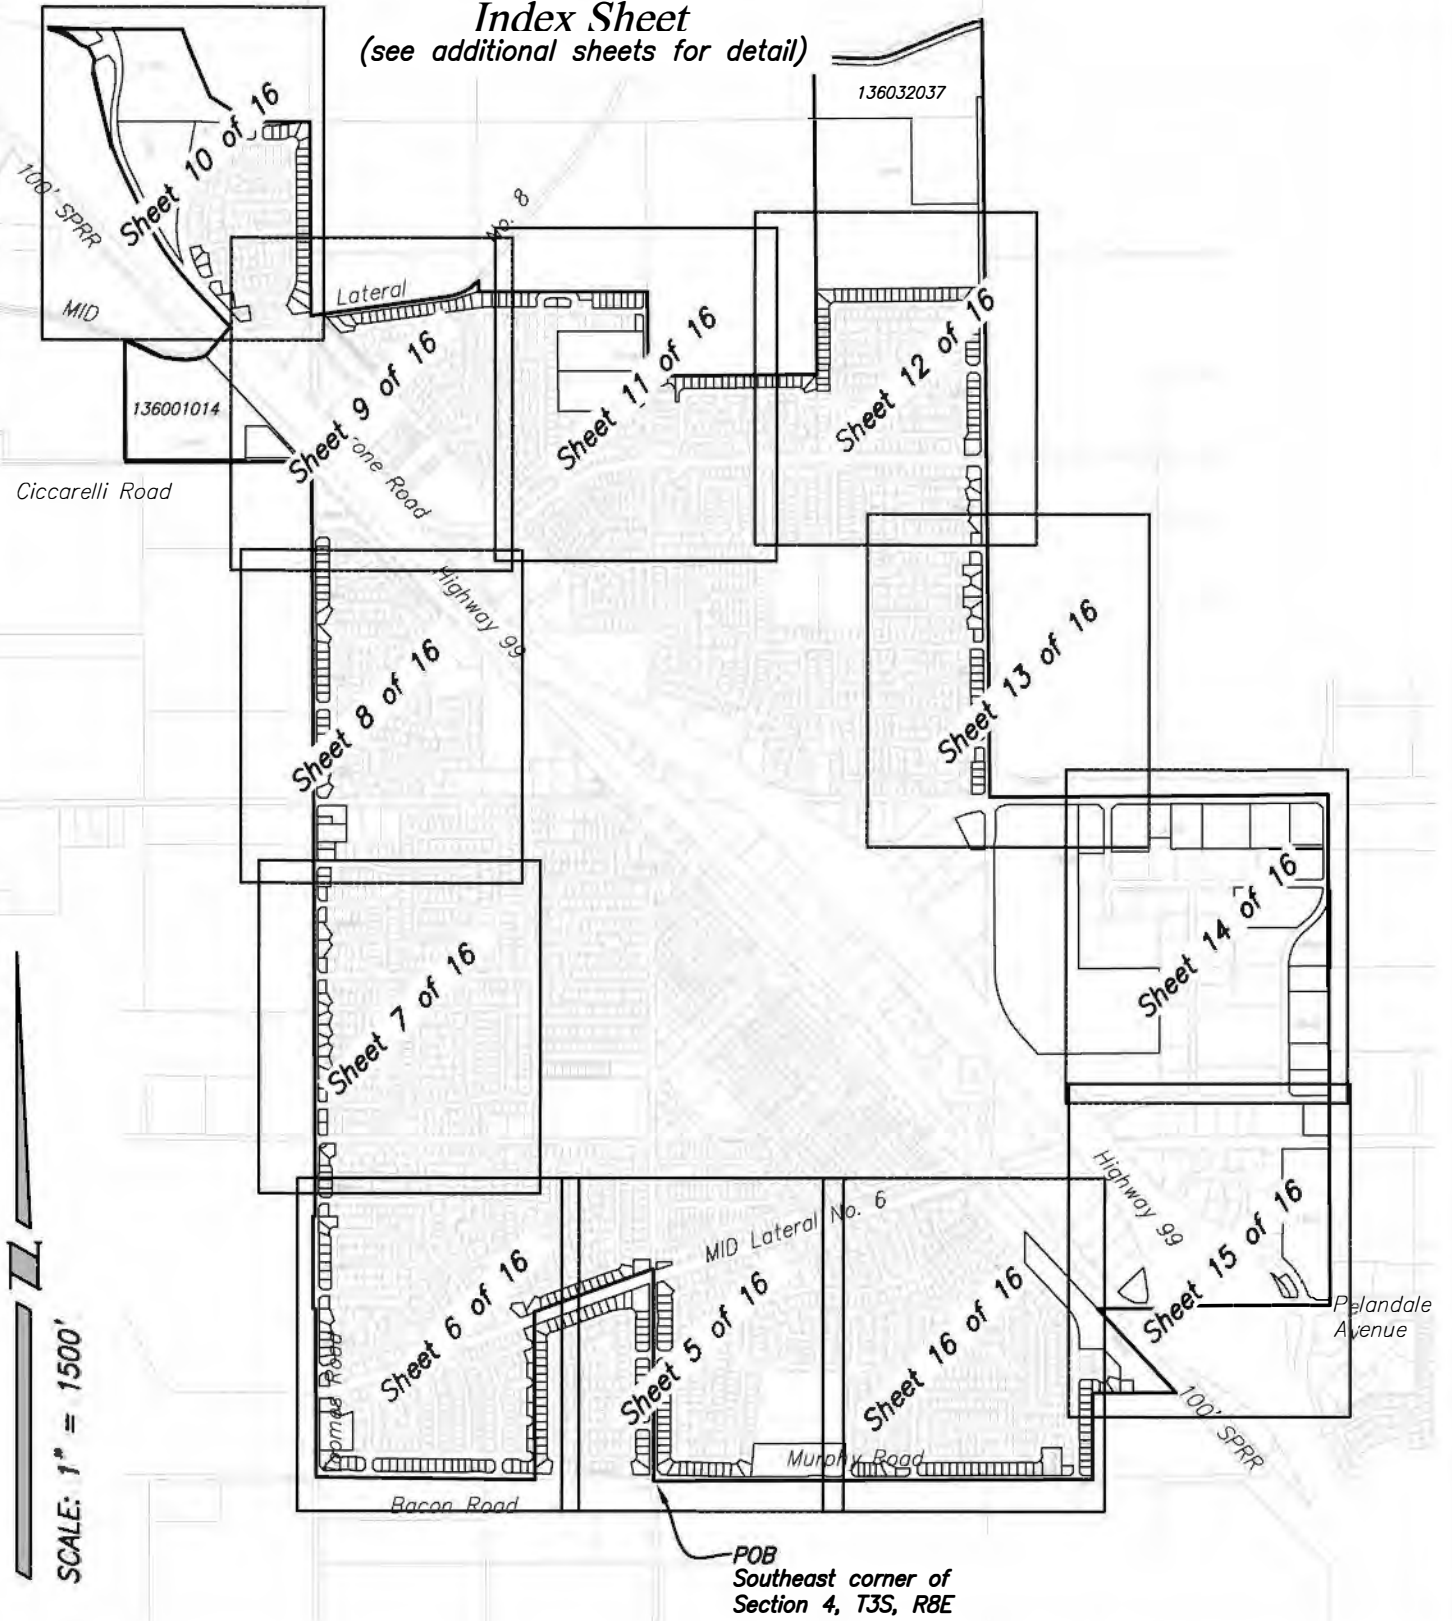 Index Sheet
(see additional sheets for detail)
136032037
Sheet 10 of 16
100' SPRR
MID
Lateral
No. 8
136001014
Ciccarelli Road
Sheet 9 of 16
one Road
Sheet 11 of 16
Sheet 12 of 16
Highway 99
Sheet 8 of 16
Sheet 13 of 16
Sheet 14 of 16
Sheet 7 of 16
Highway 99
Sheet 15 of 16
Pelandale
Avenue
MID Lateral No. 6
Sheet 6 of 16
Sheet 5 of 16
Sheet 16 of 16
100' SPRR
Murphy Road
Bacon Road
SCALE: 1" = 1500'
POB
Southeast corner of
Section 4, T3S, R8E